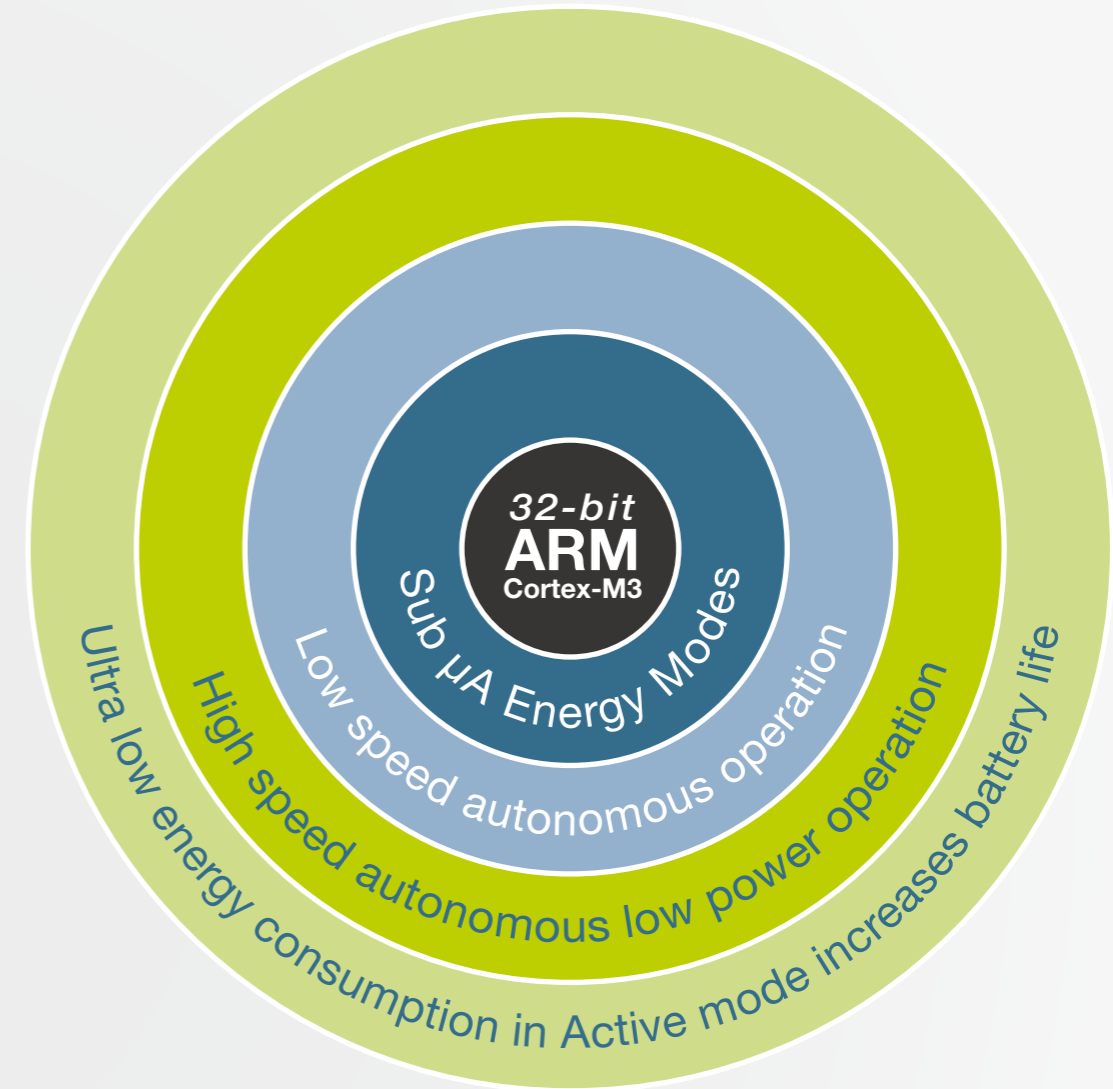 32-bit
ARM
Cortex-M3
Sub µA Energy Modes
Low speed autonomous operation
High speed autonomous low power operation
Ultra low energy consumption in Active mode increases battery life